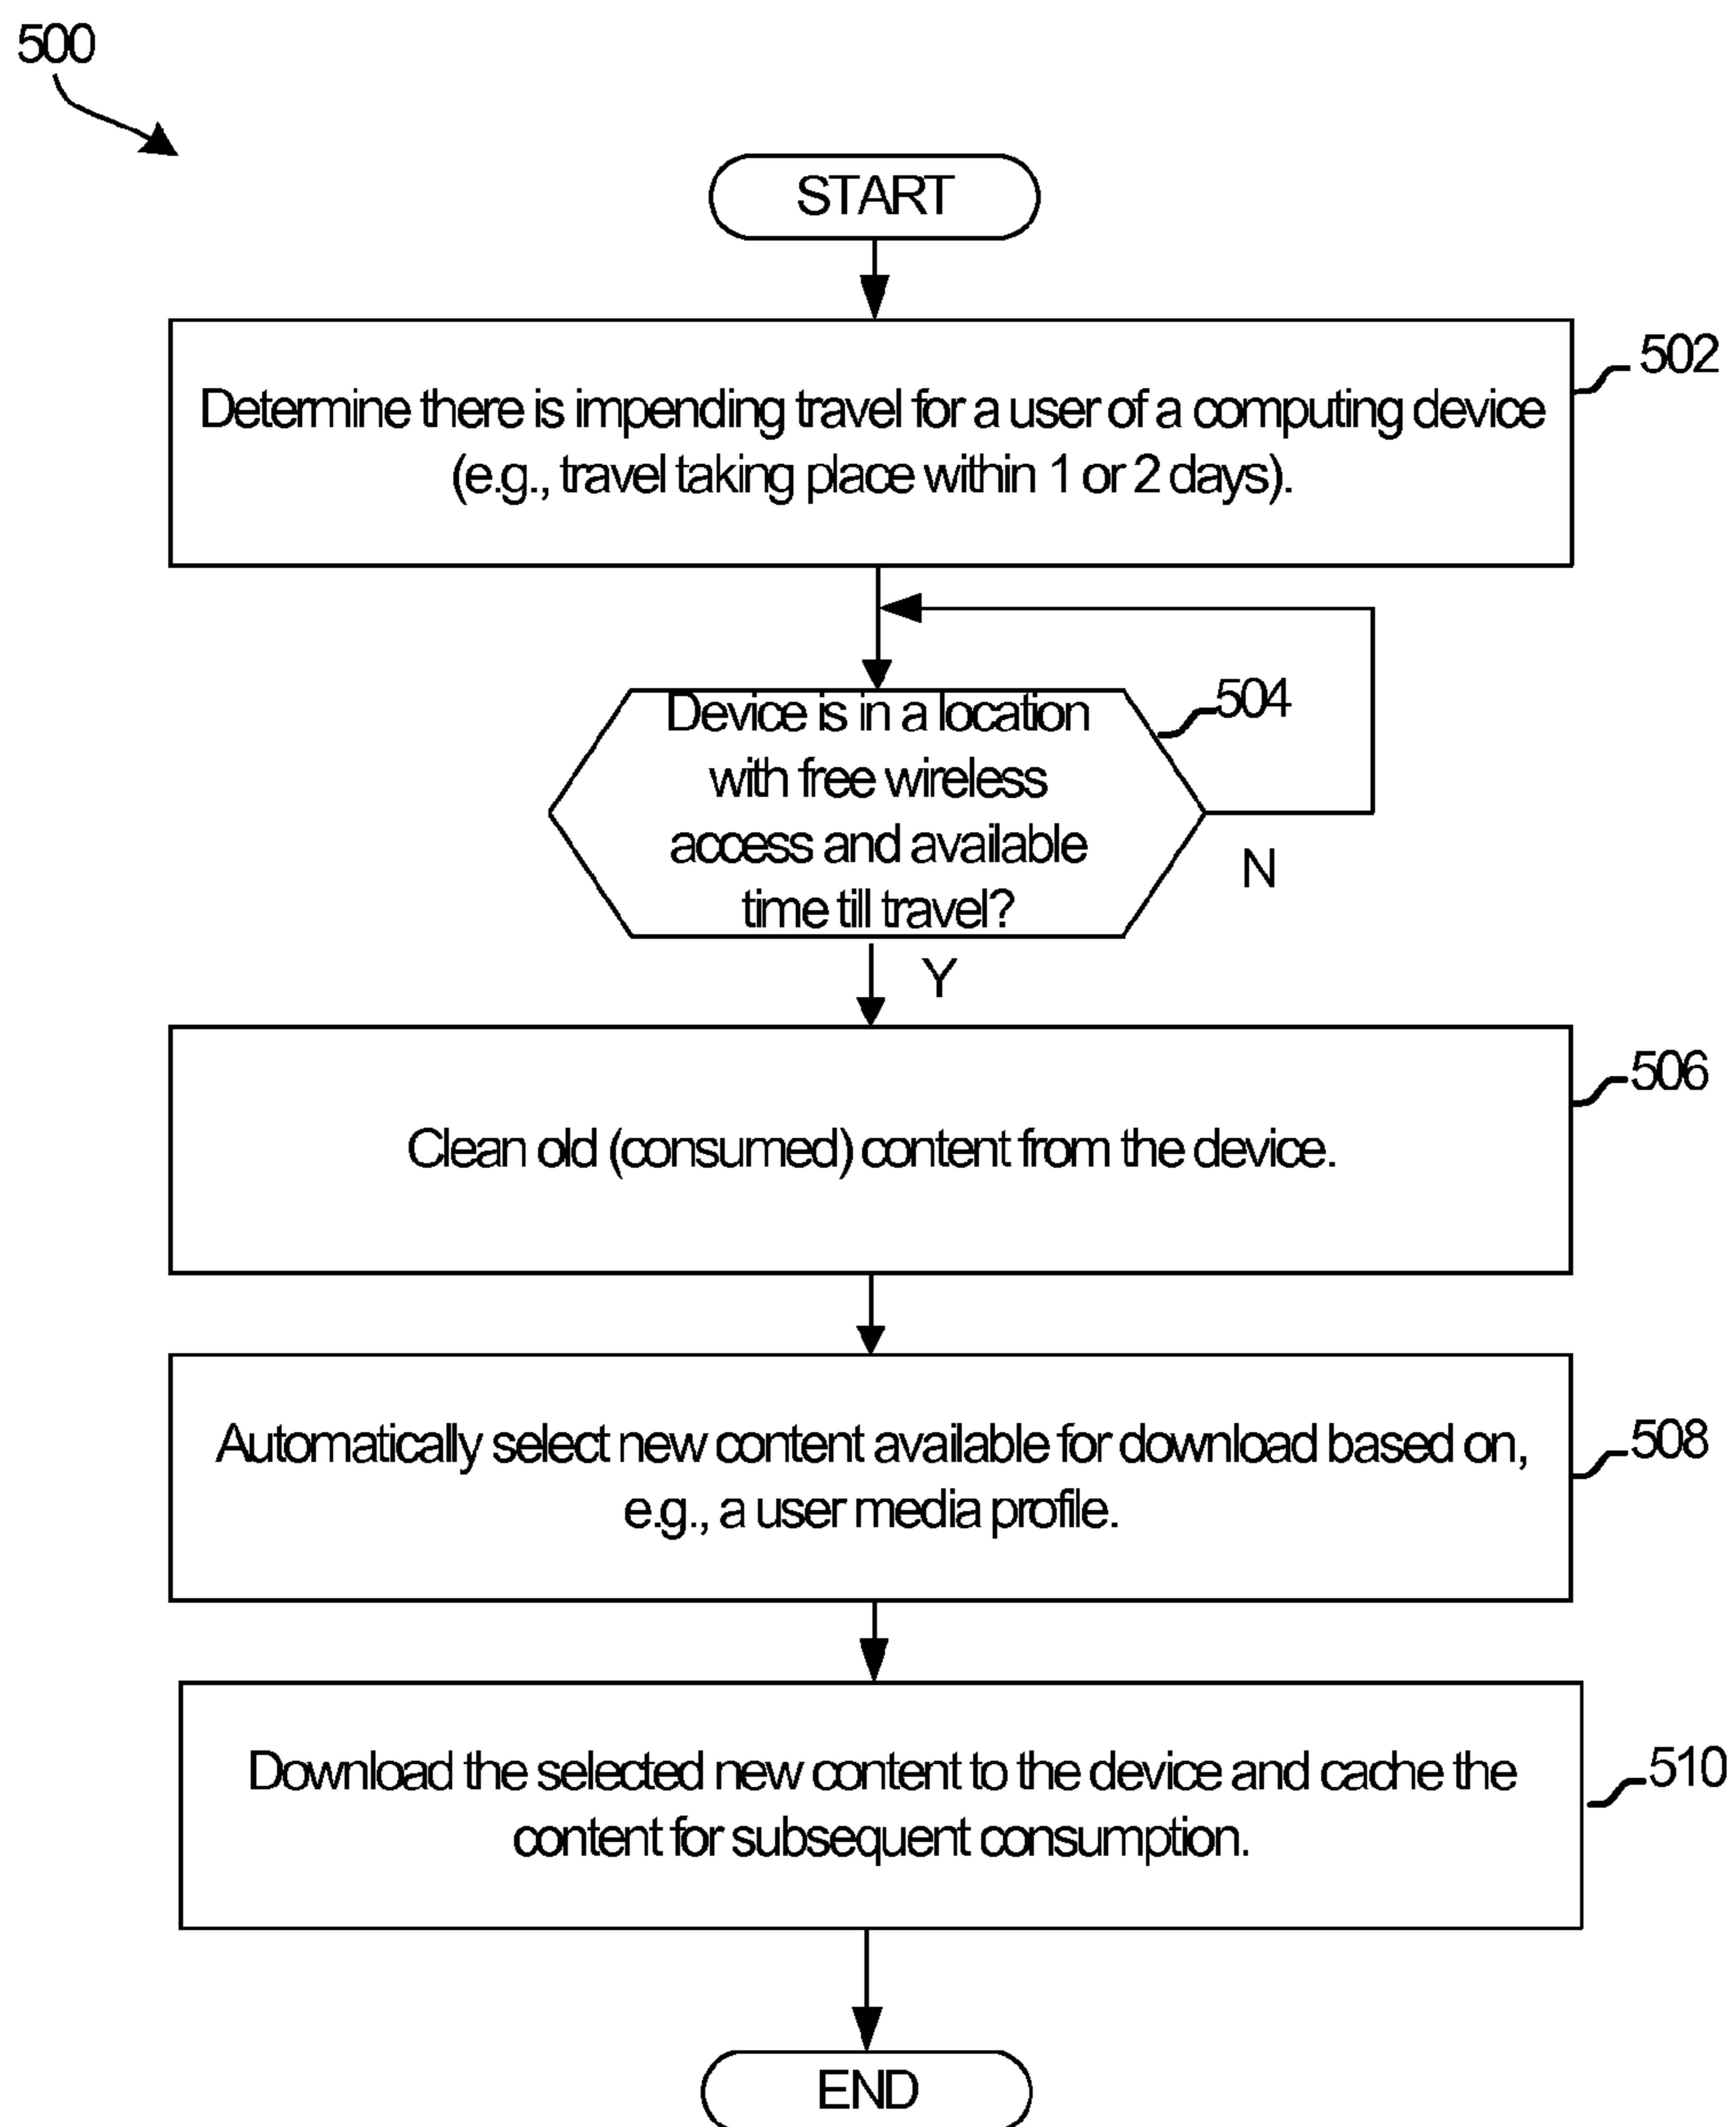 500
START
502
Determine there is impending travel for a user of a computing device
(e.g., travel taking place within 1 or 2 days).
504
Device is in a location
with free wireless
access and available
time till travel?
N
Y
506
Clean old (consumed) content from the device.
508
Automatically select new content available for download based on,
e.g., a user media profile.
510
Download the selected new content to the device and cache the
content for subsequent consumption.
END